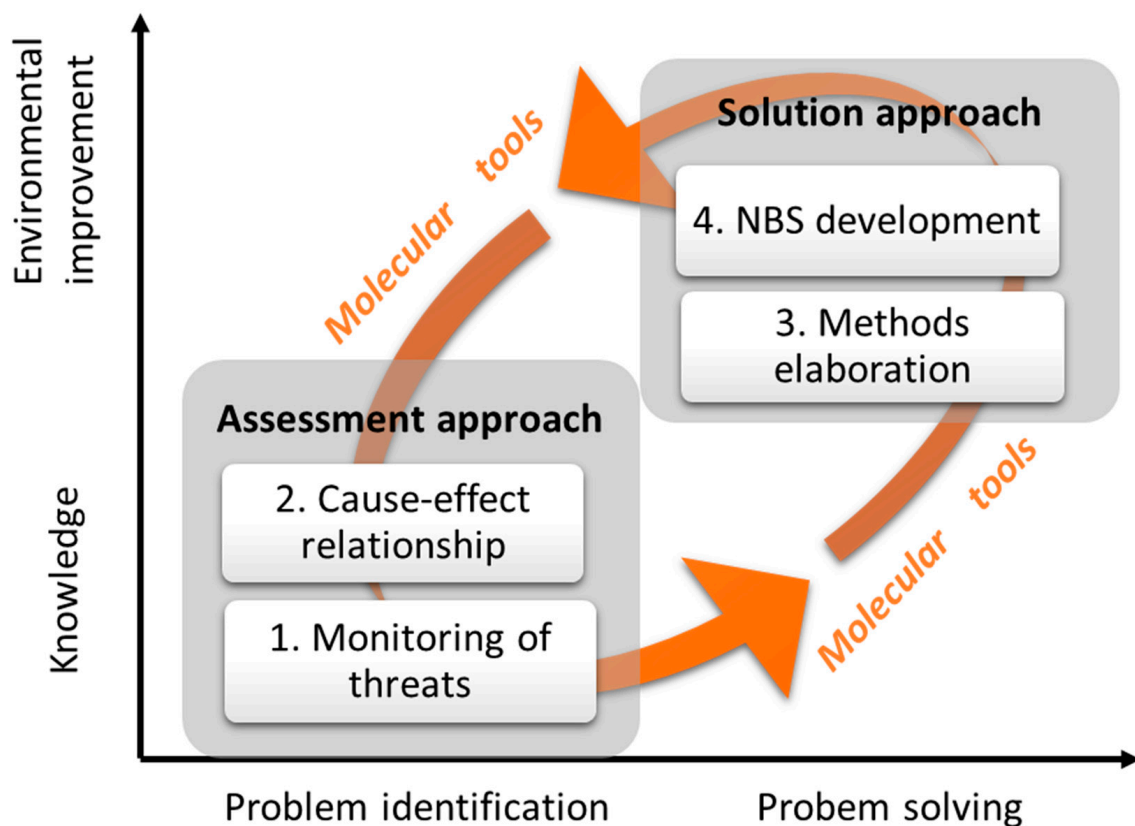 Environmental
improvement
Knowledge
Molecular tools
Solution approach
4. NBS development
3. Methods
elaboration
Assessment approach
2. Cause-effect
relationship
1. Monitoring of
threats
Molecular tools
Problem identification
Probem solving